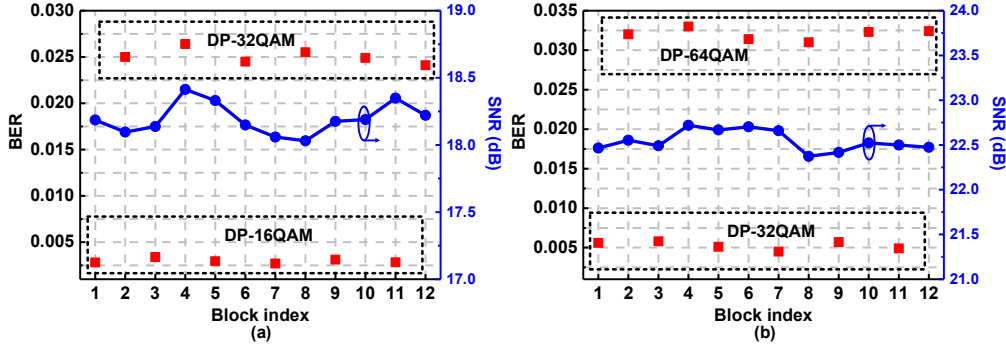 0.030
0.025
0.020
0.015
0.010
0.005
BER
DP-32QAM
DP-16QAM
19.0
18.5
18.0
17.5
17.0
SNR (dB)
1 2 3 4 5 6 7 8 9 10 11 12
Block index
(a)
0.035
0.030
0.025
0.020
0.015
0.010
0.005
BER
DP-64QAM
DP-32QAM
24.0
23.5
23.0
22.5
22.0
21.5
21.0
SNR (dB)
1 2 3 4 5 6 7 8 9 10 11 12
Block index
(b)